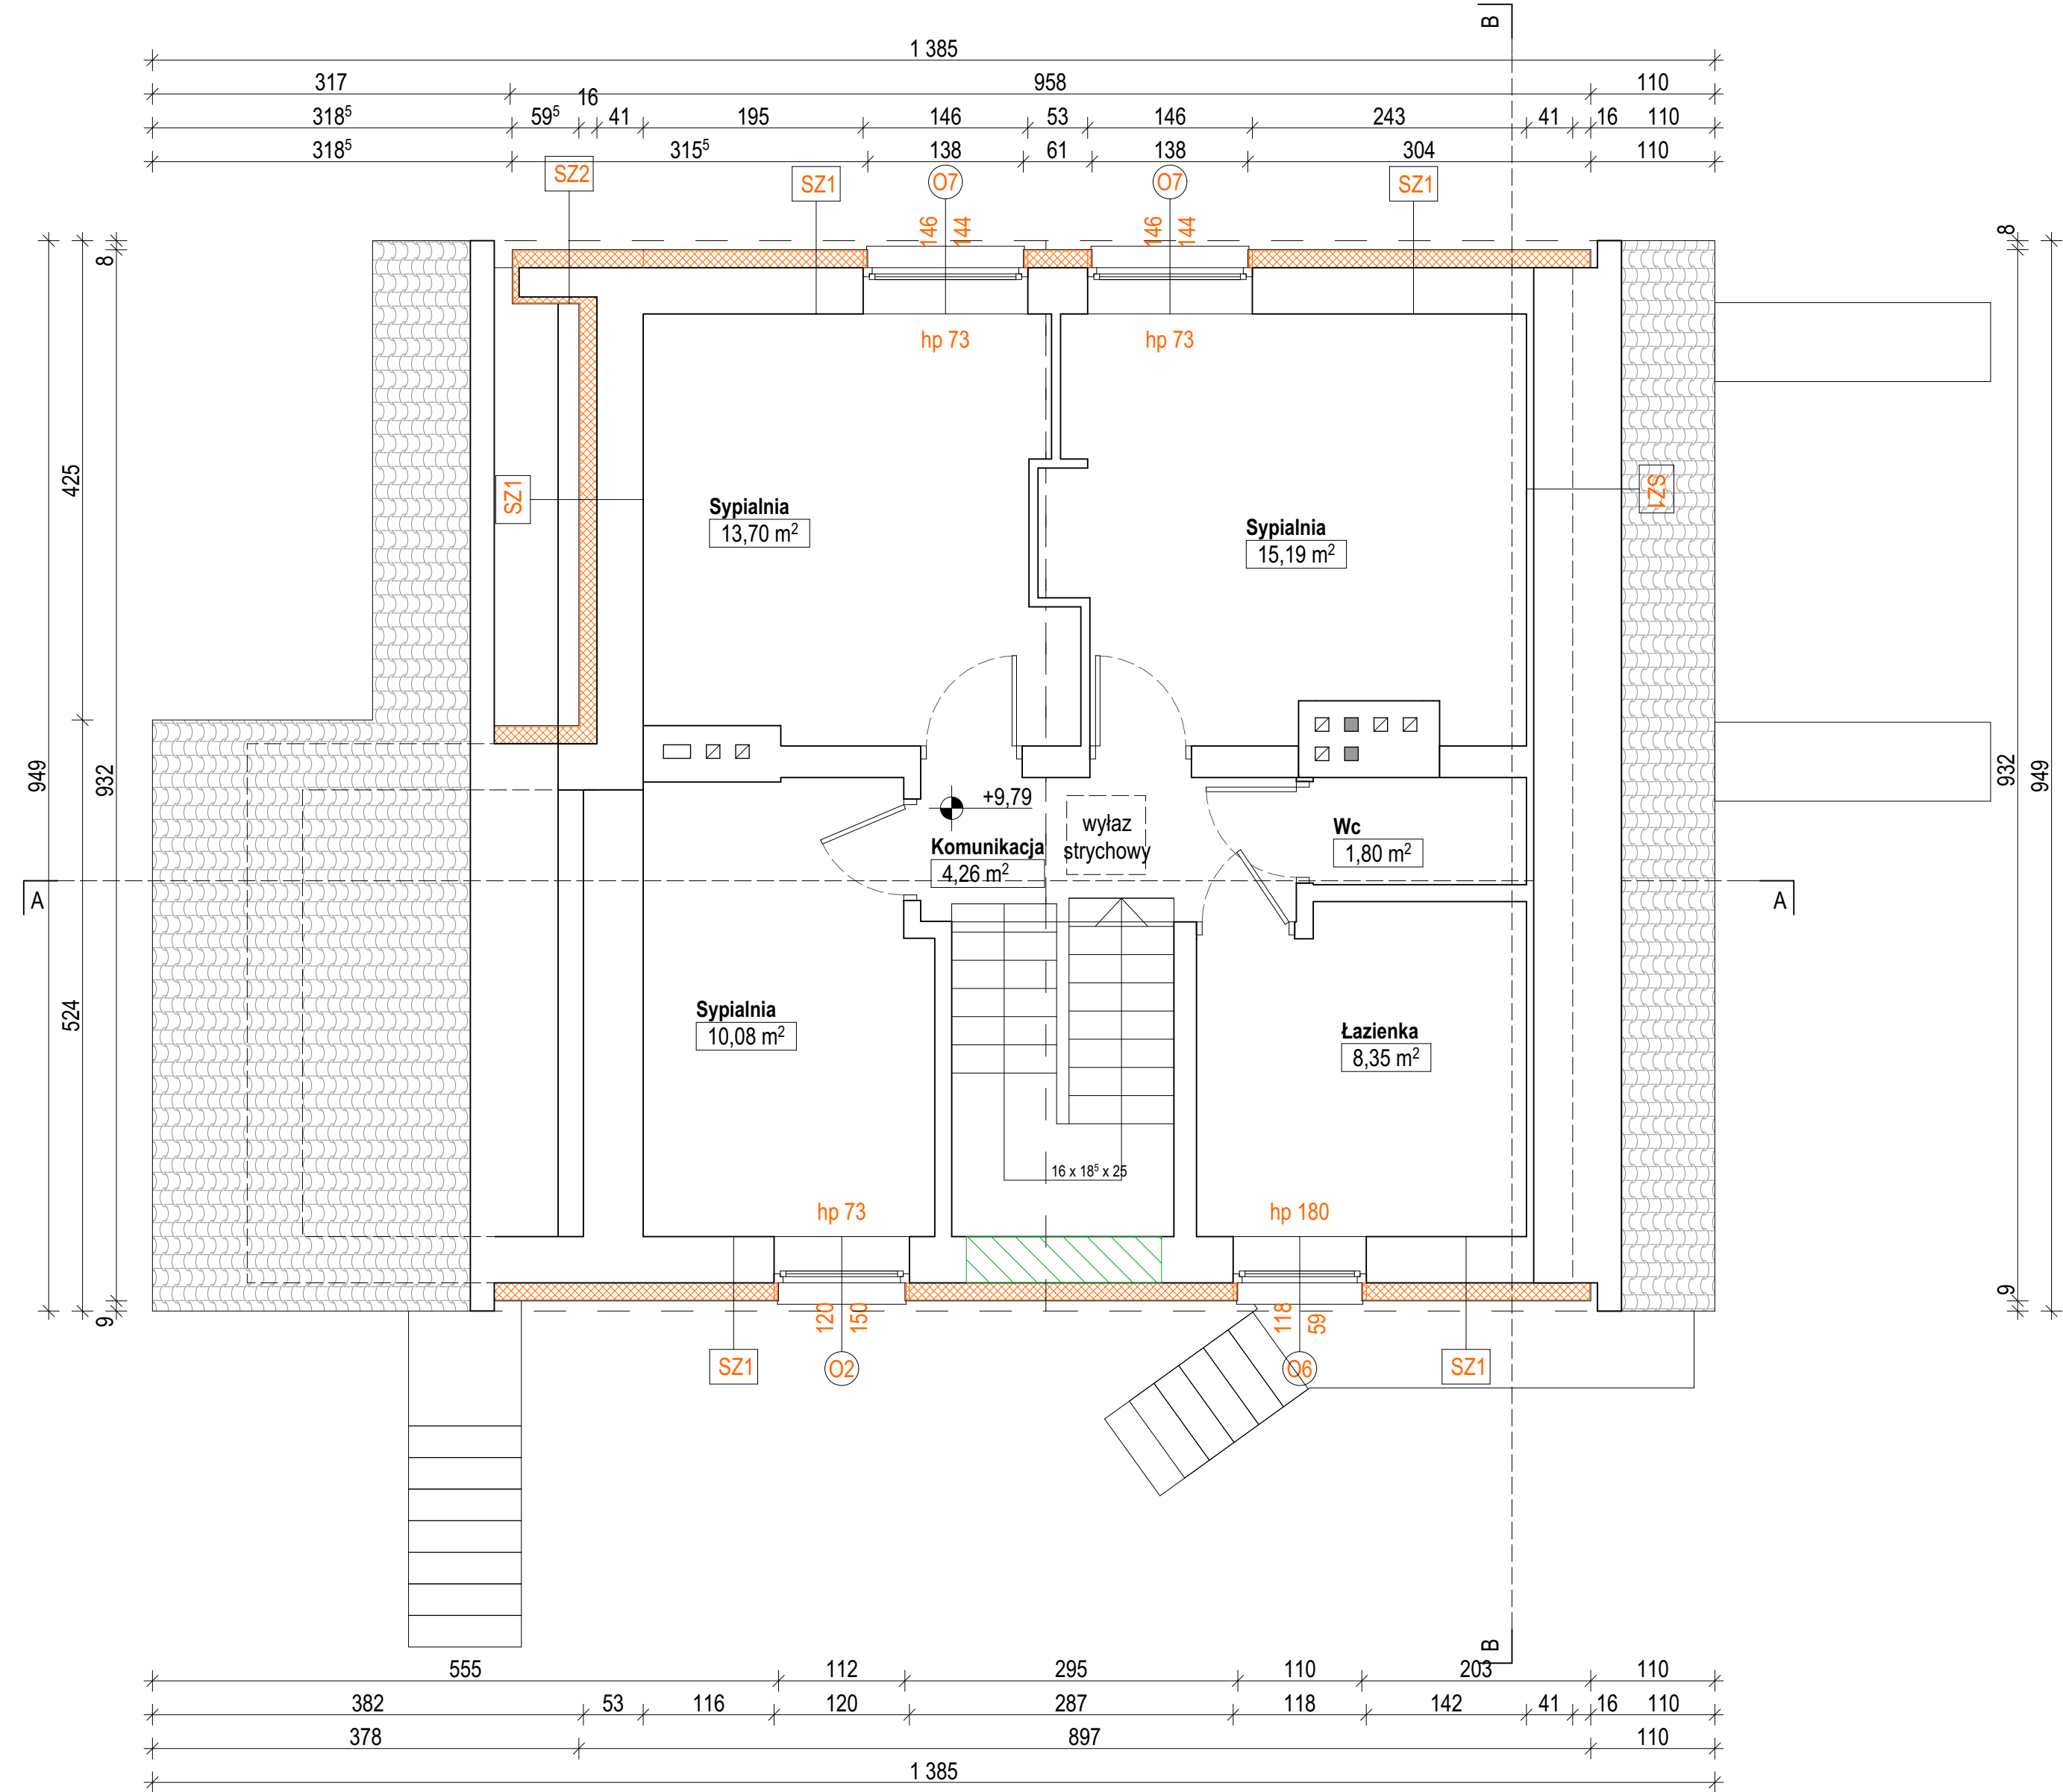 B
1 385
317 958 110
16
318⁵ 59⁵ 41 195 146 53 146 243 41 16 110
318⁵ 315⁵ 138 61 138 304 110
SZ2 SZ1 O7 O7 SZ1
146 144 146 144
8 8
hp 73 hp 73
425
SZ1 SZ1
Sypialnia
13,70 m²
Sypialnia
15,19 m²
949 932 932 949
+9,79
wyłaz
strychowy
Komunikacja
4,26 m²
Wc
1,80 m²
A A
524
Sypialnia
10,08 m²
Łazienka
8,35 m²
16 x 18⁵ x 25
hp 73 hp 180
9 9
120 150 118 59
SZ1 O2 O6 SZ1
B
555 112 295 110 203 110
382 53 116 120 287 118 142 41 16 110
378 897 110
1 385